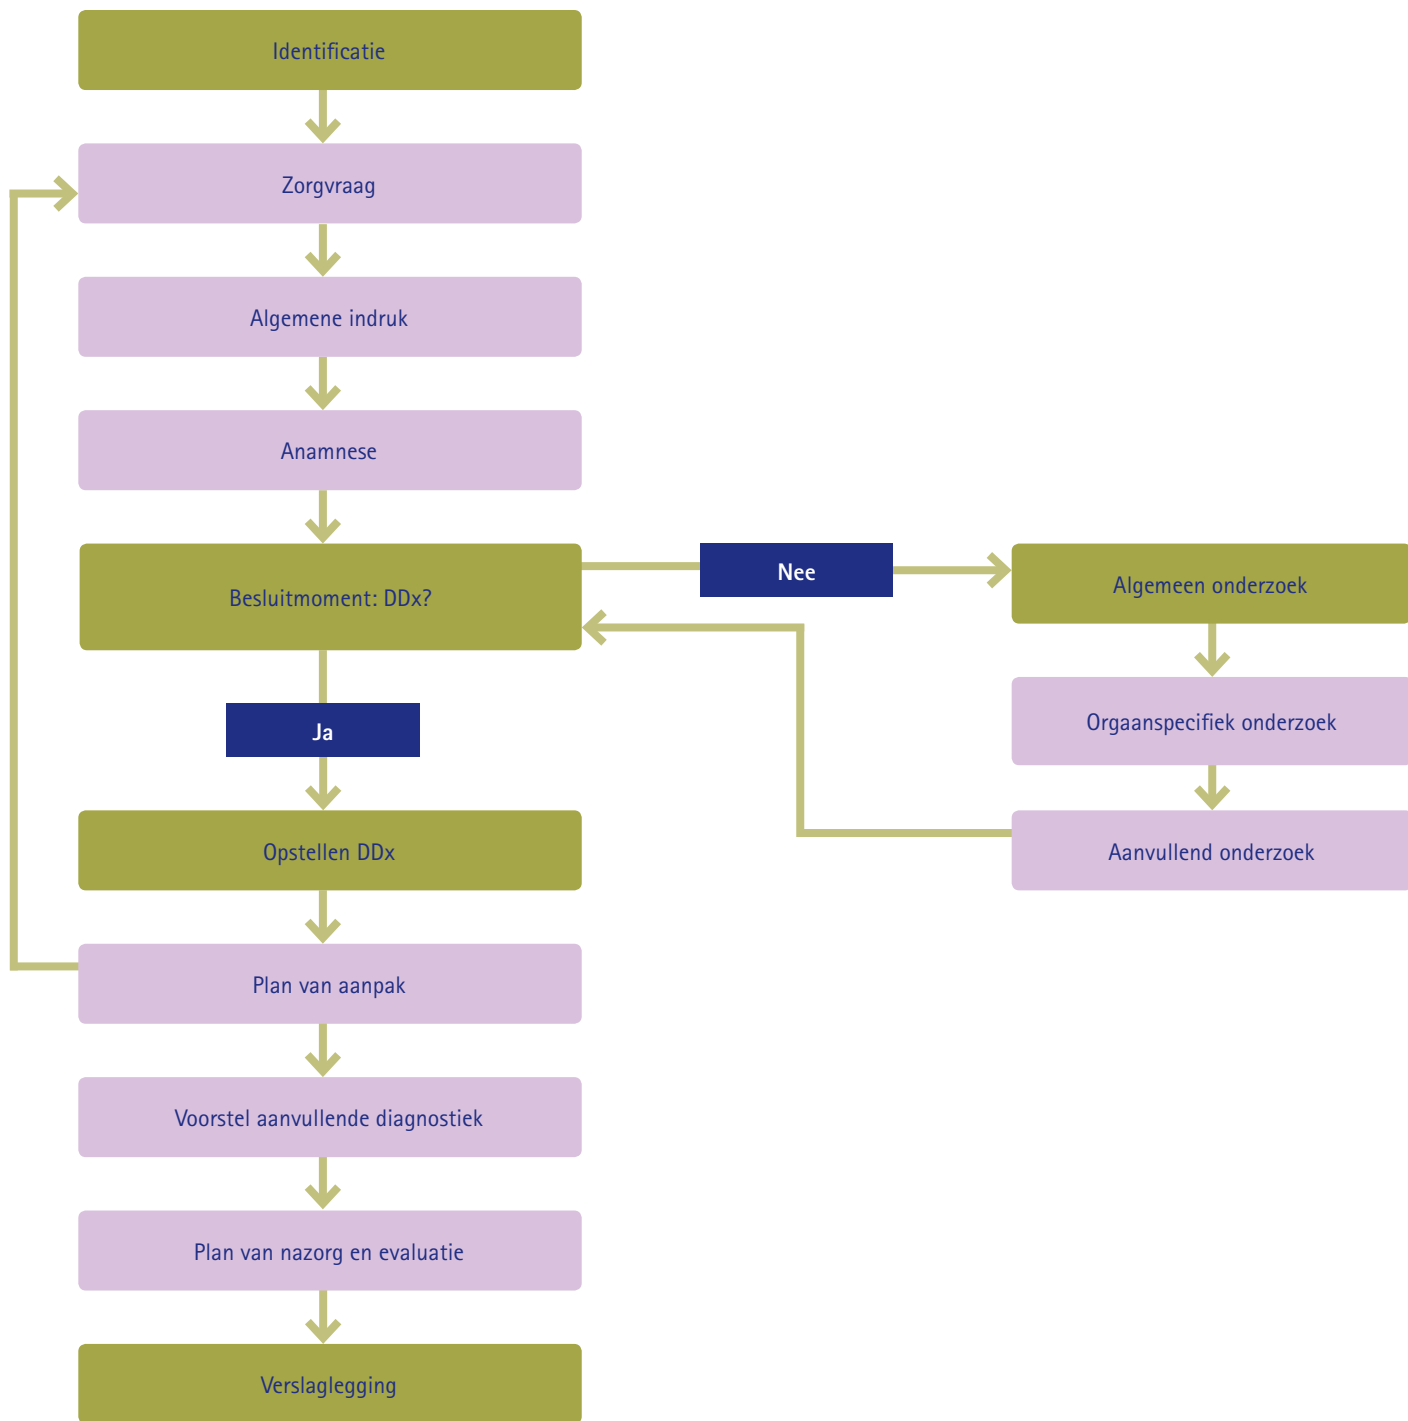 Identificatie
Zorgvraag
Algemene indruk
Anamnese
Besluitmoment: DDx?
Nee
Algemeen onderzoek
Orgaanspecifiek onderzoek
Aanvullend onderzoek
Ja
Opstellen DDx
Plan van aanpak
Voorstel aanvullende diagnostiek
Plan van nazorg en evaluatie
Verslaglegging